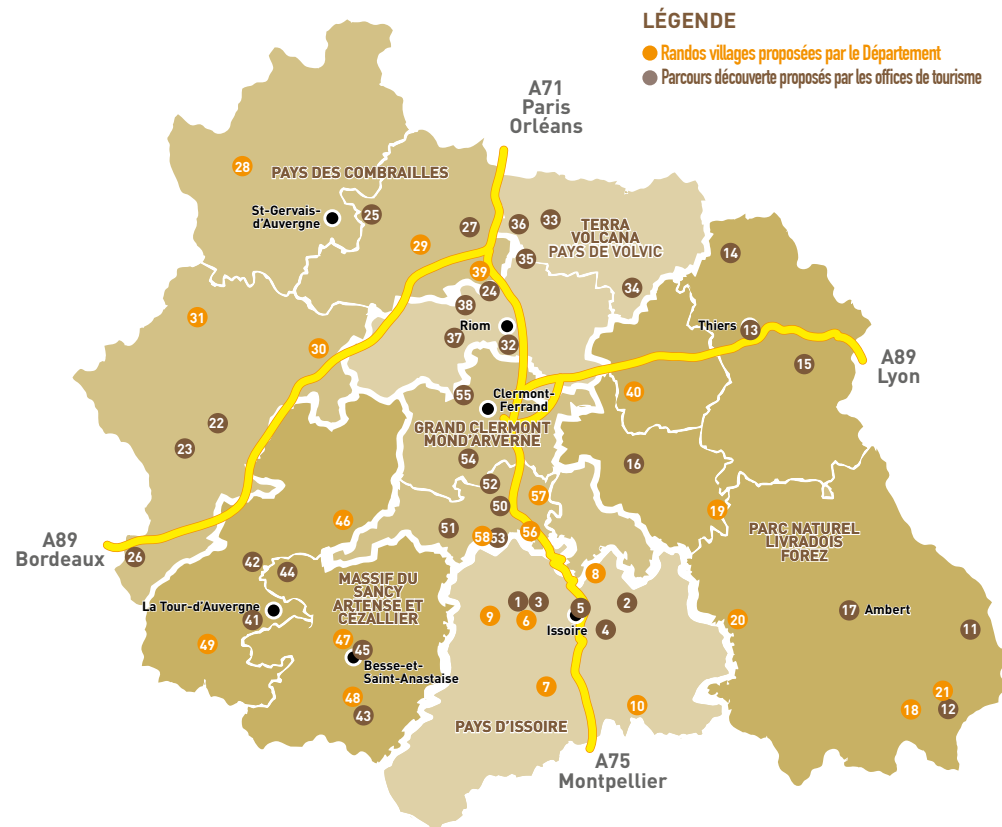 LÉGENDE
Randos villages proposées par le Département
Parcours découverte proposés par les offices de tourisme
A71
Paris
Orléans
28
PAYS DES COMBRAILLES
St-Gervais-
d'Auvergne
25
27
29
36
33
TERRA
VOLCANA
PAYS DE VOLVIC
35
39
24
34
14
38
31
37
Riom
32
30
Thiers
13
15
A89
Lyon
55
Clermont-
Ferrand
40
GRAND CLERMONT
MOND'ARVERNE
22
23
54
16
52
57
50
19
46
51
58
53
56
A89
Bordeaux
26
PARC NATUREL
LIVRADOIS
FOREZ
42
44
MASSIF DU
SANCY
ARTENSE ET
CÉZALLIER
8
La Tour-d'Auvergne
41
1
3
5
2
9
6
Issoire
4
17
Ambert
20
11
49
47
45
Besse-et-
Saint-Anastaise
48
43
7
10
21
18
12
PAYS D'ISSOIRE
A75
Montpellier